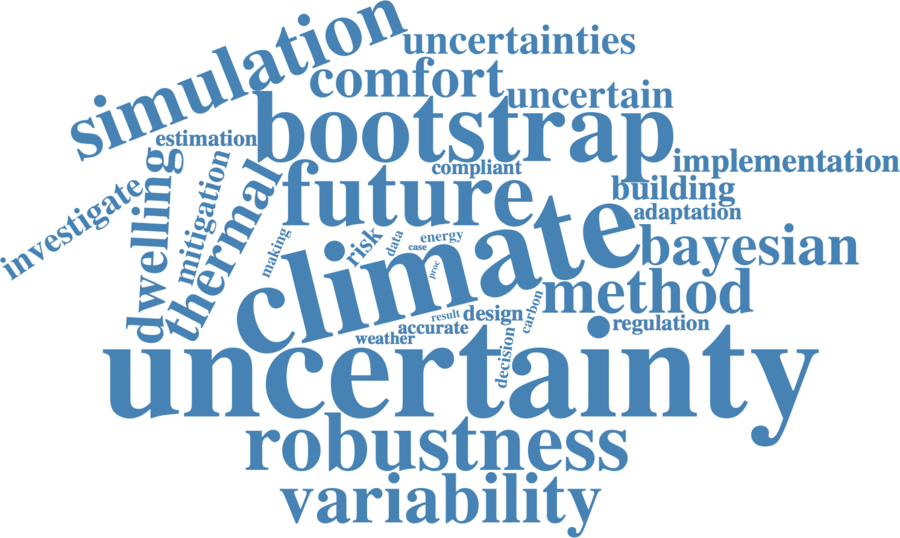 simulation
uncertainties
comfort
uncertain
bootstrap
estimation
compliant
implementation
investigate
dwelling
mitigation
thermal
future
building
adaptation
making
risk
data
case
energy
proc
climate
bayesian
method
carbon
result
design
regulation
accurate
weather
decision
uncertainty
robustness
variability